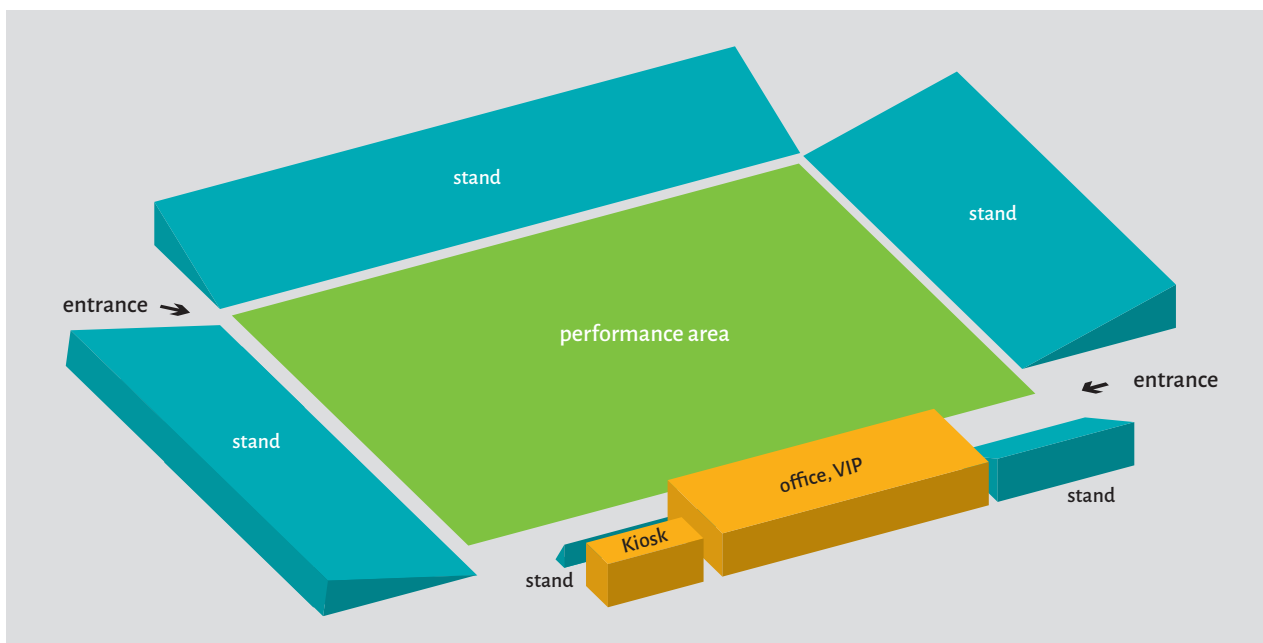 stand
stand
entrance
performance area
entrance
stand
office, VIP
stand
Kiosk
stand